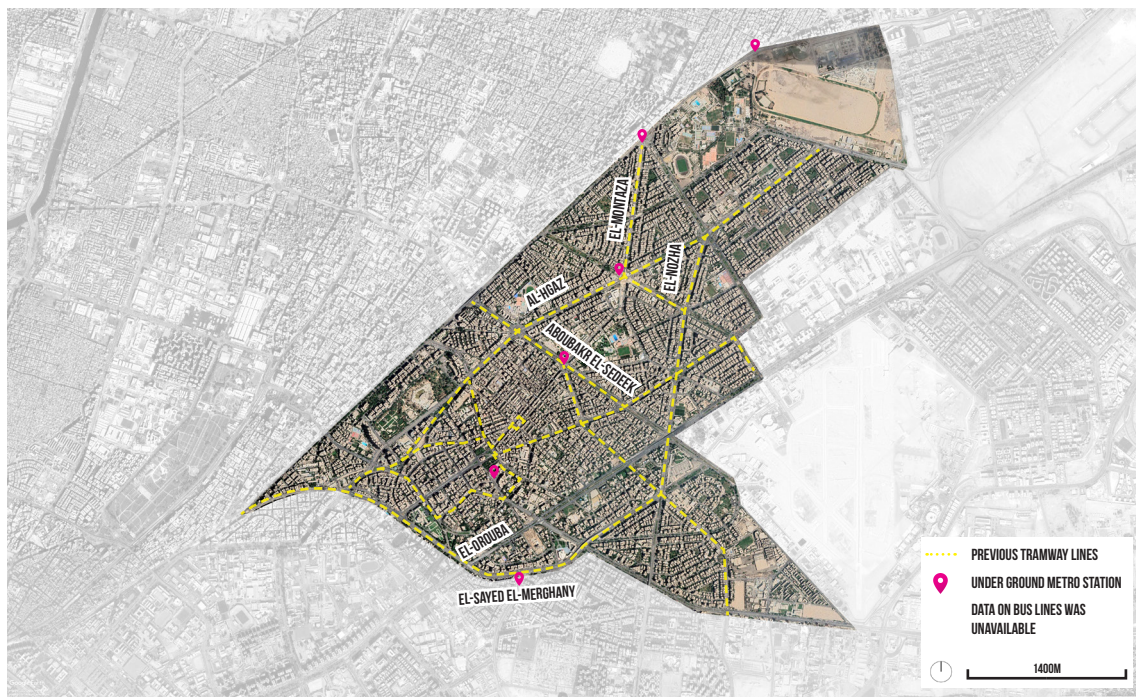 EL-MONTAZA
EL-NOZHA
AL-HGAZ
ABOUBAKR EL-SEDEEK
EL-OROUBA
EL-SAYED EL-MERGHANY
PREVIOUS TRAMWAY LINES
UNDER GROUND METRO STATION
DATA ON BUS LINES WAS
UNAVAILABLE
1400M